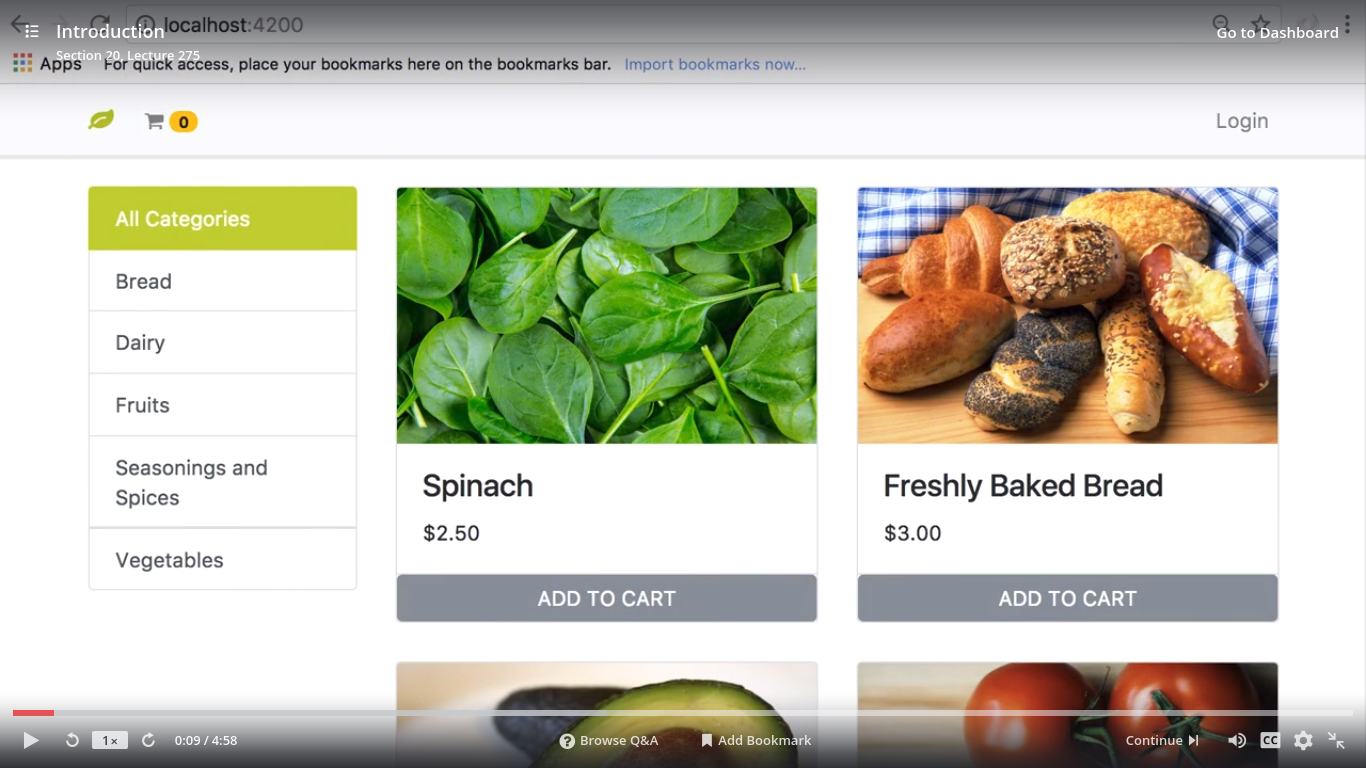 Introduction
localhost:4200
Go to Dashboard
Section 20, Lecture 275
Apps
For quick access, place your bookmarks here on the bookmarks bar. Import bookmarks now...
0
Login
All Categories
Bread
Dairy
Fruits
Seasonings and
Spices
Vegetables
Spinach
$2.50
ADD TO CART
Freshly Baked Bread
$3.00
ADD TO CART
1×
0:09 / 4:58
Browse Q&A
Add Bookmark
Continue
CC